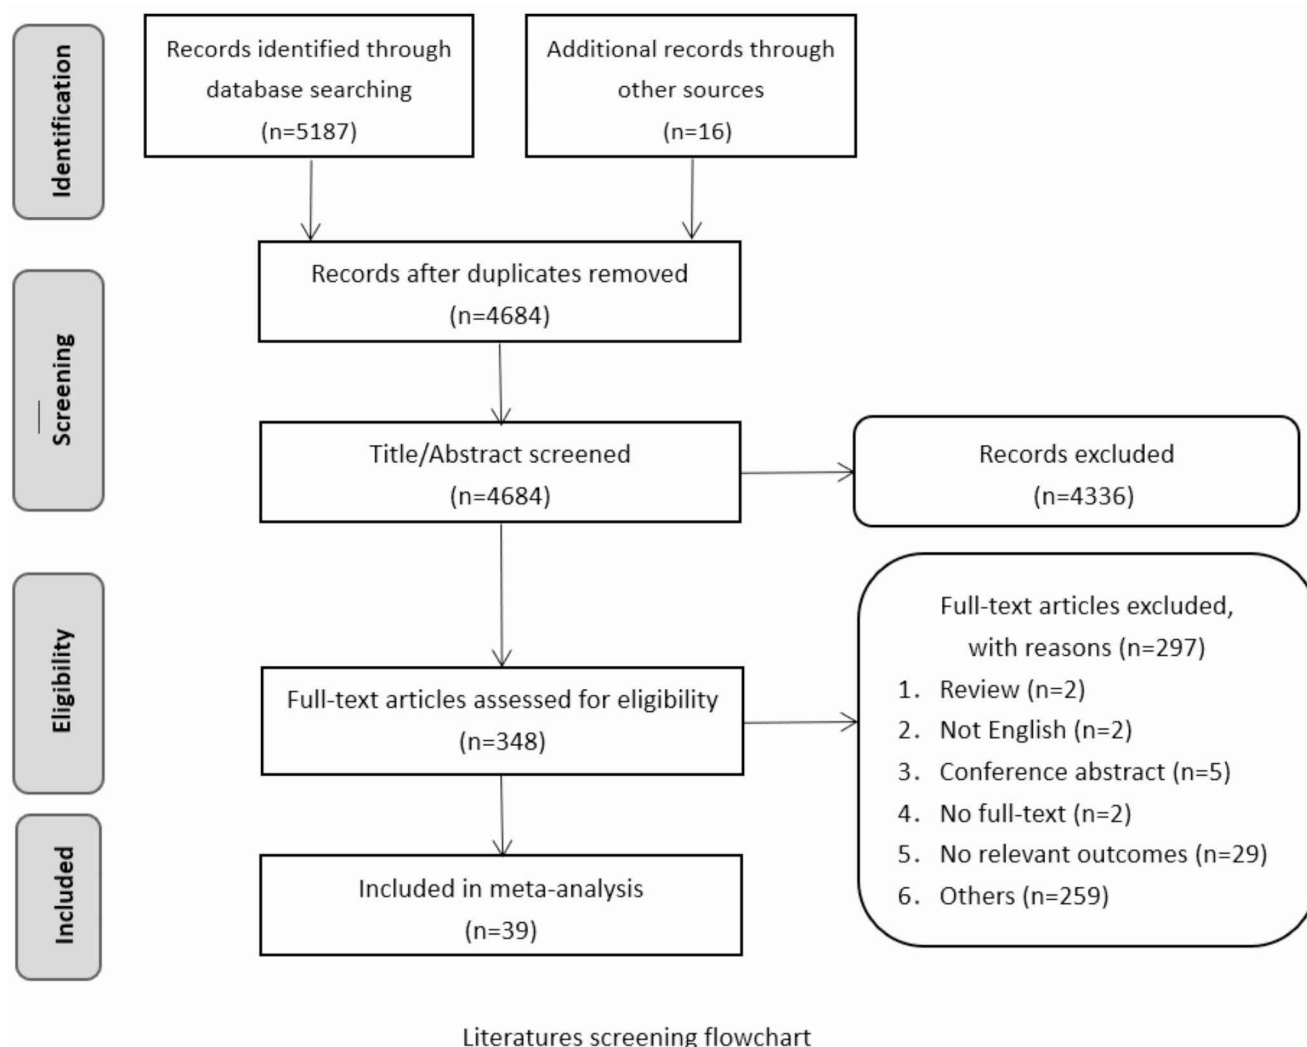 Identification
Records identified through
database searching
(n=5187)
Additional records through
other sources
(n=16)
Screening
Records after duplicates removed
(n=4684)
Title/Abstract screened
(n=4684)
Records excluded
(n=4336)
Eligibility
Full-text articles assessed for eligibility
(n=348)
Full-text articles excluded,
with reasons (n=297)
1. Review (n=2)
2. Not English (n=2)
3. Conference abstract (n=5)
4. No full-text (n=2)
5. No relevant outcomes (n=29)
6. Others (n=259)
Included
Included in meta-analysis
(n=39)
Literatures screening flowchart